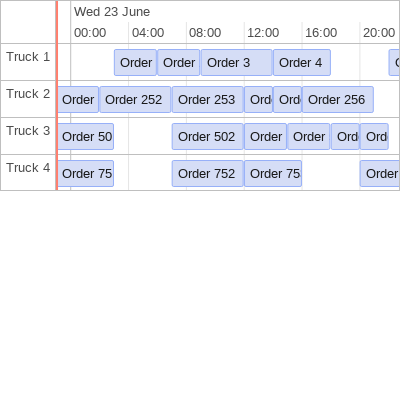 Wed 23 June
00:00 04:00 08:00 12:00 16:00 20:00
Truck 1 Order Order Order 3 Order 4
Truck 2 Order Order 252 Order 253 Ord Ord Order 256
Truck 3 Order 50 Order 502 Order Order Ord Ord
Truck 4 Order 75 Order 752 Order 75 Order